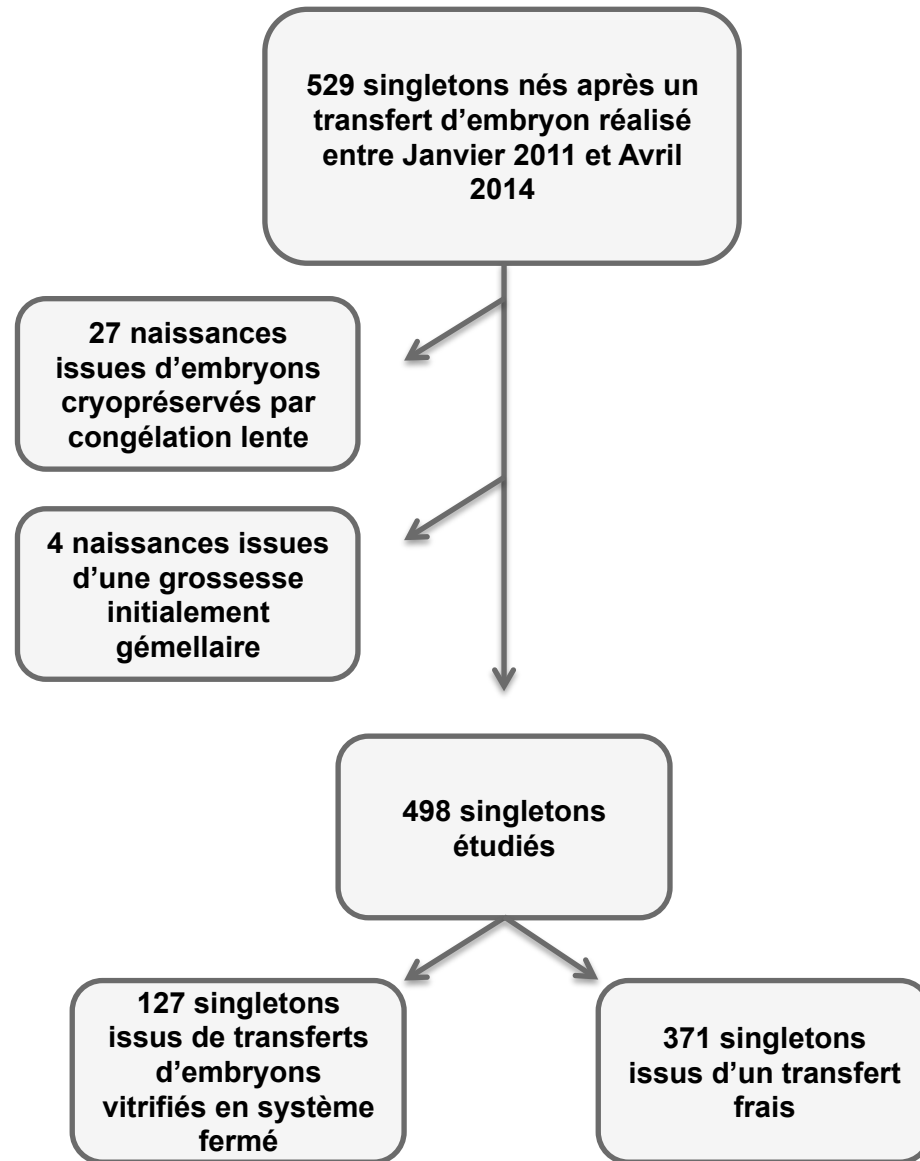 529 singletons nés après un
transfert d’embryon réalisé
entre Janvier 2011 et Avril
2014
27 naissances
issues d’embryons
cryopréservés par
congélation lente
4 naissances issues
d’une grossesse
initialement
gémellaire
498 singletons
étudiés
127 singletons
issus de transferts
d’embryons
vitrifiés en système
fermé
371 singletons
issus d’un transfert
frais